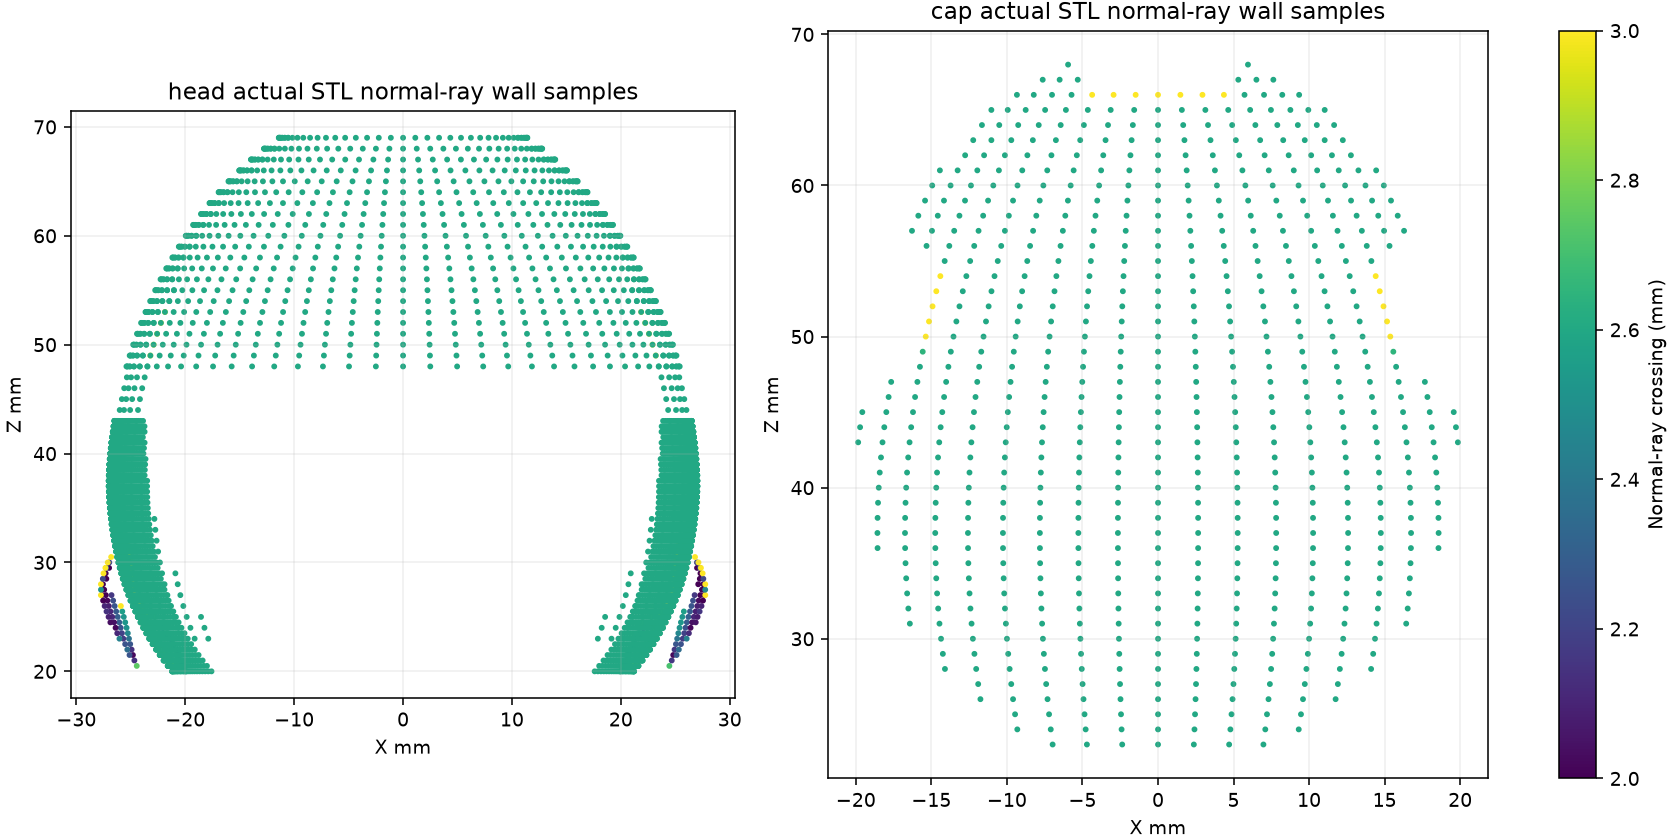 head actual STL normal-ray wall samples
70
60
50
40
30
20
Z mm
−30 −20 −10 0 10 20 30
X mm
cap actual STL normal-ray wall samples
70
60
50
40
30
Z mm
−20 −15 −10 −5 0 5 10 15 20
X mm
3.0
2.8
2.6
2.4
2.2
2.0
Normal-ray crossing (mm)